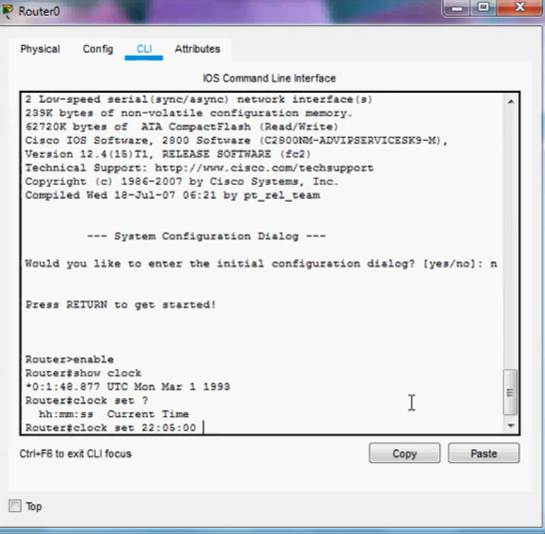 Router0
Physical Config CLI Attributes
IOS Command Line Interface
2 Low-speed serial(sync/async) network interface(s)
239K bytes of non-volatile configuration memory.
62720K bytes of ATA CompactFlash (Read/Write)
Cisco IOS Software, 2800 Software (C2800NM-ADVIPSERVICESK9-M),
Version 12.4(15)T1, RELEASE SOFTWARE (fc2)
Technical Support: http://www.cisco.com/techsupport
Copyright (c) 1986-2007 by Cisco Systems, Inc.
Compiled Wed 18-Jul-07 06:21 by pt_rel_team
--- System Configuration Dialog ---
Would you like to enter the initial configuration dialog? [yes/no]: n
Press RETURN to get started!
Router>enable
Router#show clock
*0:1:48.877 UTC Mon Mar 1 1993
Router#clock set ?
hh:mm:ss Current Time
Router#clock set 22:05:00
Ctrl+F6 to exit CLI focus
Copy Paste
Top